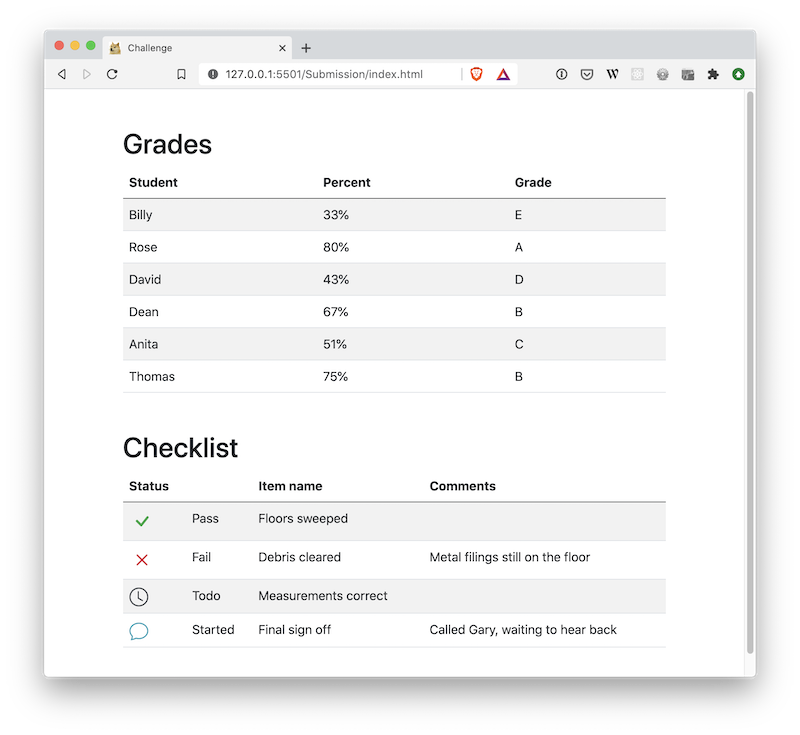 Challenge
127.0.0.1:5501/Submission/index.html
W
Grades
Student Percent Grade
Billy 33% E
Rose 80% A
David 43% D
Dean 67% B
Anita 51% C
Thomas 75% B
Checklist
Status Item name Comments
Pass Floors sweeped
Fail Debris cleared Metal filings still on the floor
Todo Measurements correct
Started Final sign off Called Gary, waiting to hear back